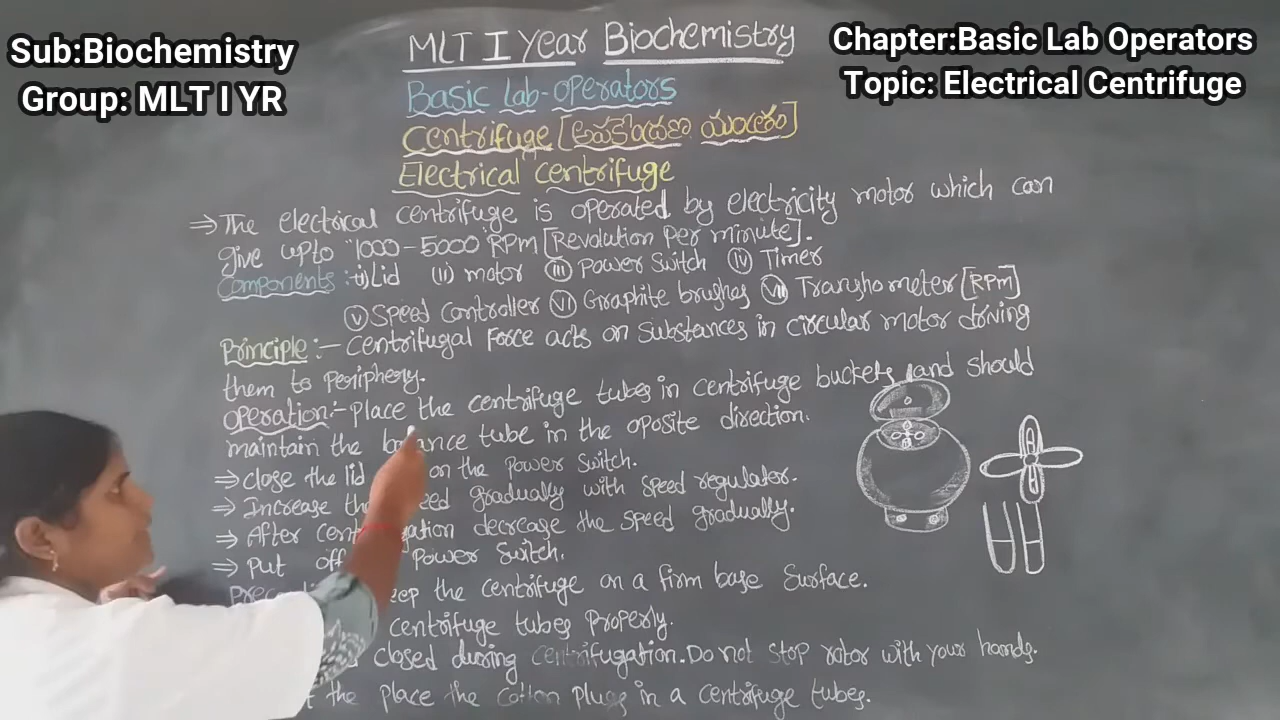 Sub:Biochemistry
Group: MLT I YR
Chapter:Basic Lab Operators
Topic: Electrical Centrifuge
MLT I Year Biochemistry
Basic lab-operators
Centrifuge [అపకేంద్రణ యంత్రం]
Electrical centrifuge
⇒ The electrical centrifuge is operated by electricity motor which can
give upto "1000-5000 RPm [Revolution Per minute].
Components :- i) Lid (ii) motor (iii) Power Switch (iv) Timer
(v) Speed Controller (VI) Graphite brushes (VII) [RPm]
Principle :- Centrifugal Force acts on Substances in circular motor driving
them to Periphery.
Operation:- Place the centrifuge tubes in centrifuge buckets and should
maintain the balance tube in the oposite direction.
⇒ close the lid on the power switch.
⇒ Increase the speed gradually with speed regulator.
⇒ After decrease the speed gradually.
⇒ Put off Power Switch.
the centrifuge on a firm base Surface.
centrifuge tubes Properly.
closed during centrifugation. Do not stop rotor with your hands.
the place the cotton plugs in a centrifuge tubes.